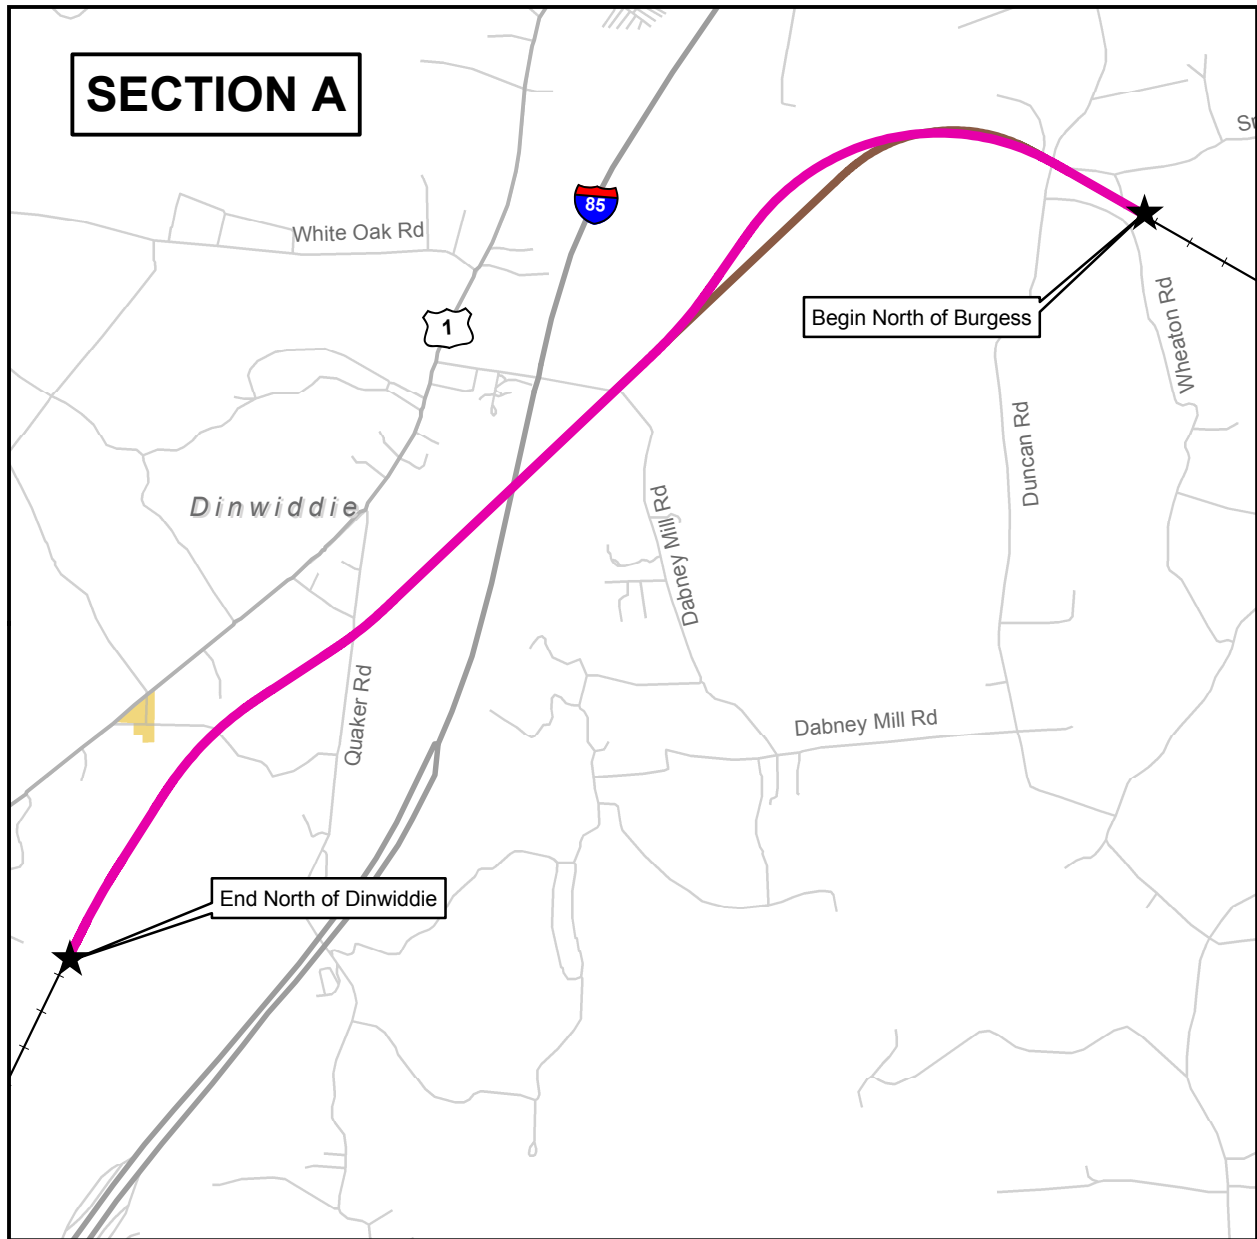 SECTION A
Sr
85
White Oak Rd
1
Begin North of Burgess
Wheaton Rd
Duncan Rd
Dinwiddie
Dabney Mill Rd
Quaker Rd
Dabney Mill Rd
End North of Dinwiddie